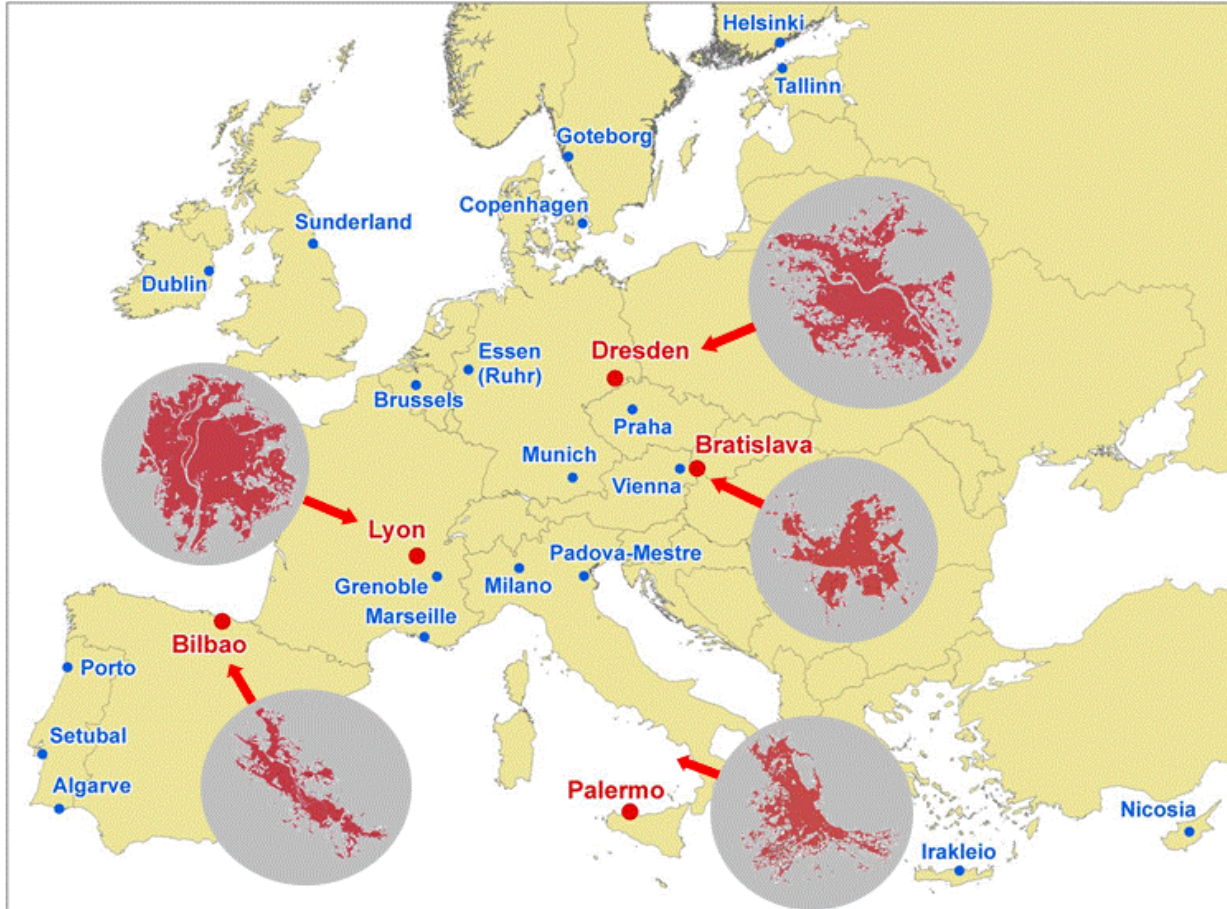 Helsinki
Tallinn
Goteborg
Copenhagen
Sunderland
Dublin
Essen
(Ruhr)
Dresden
Brussels
Praha
Bratislava
Munich
Vienna
Lyon
Padova-Mestre
Grenoble
Milano
Marseille
Bilbao
Porto
Setubal
Algarve
Palermo
Nicosia
Irakleio